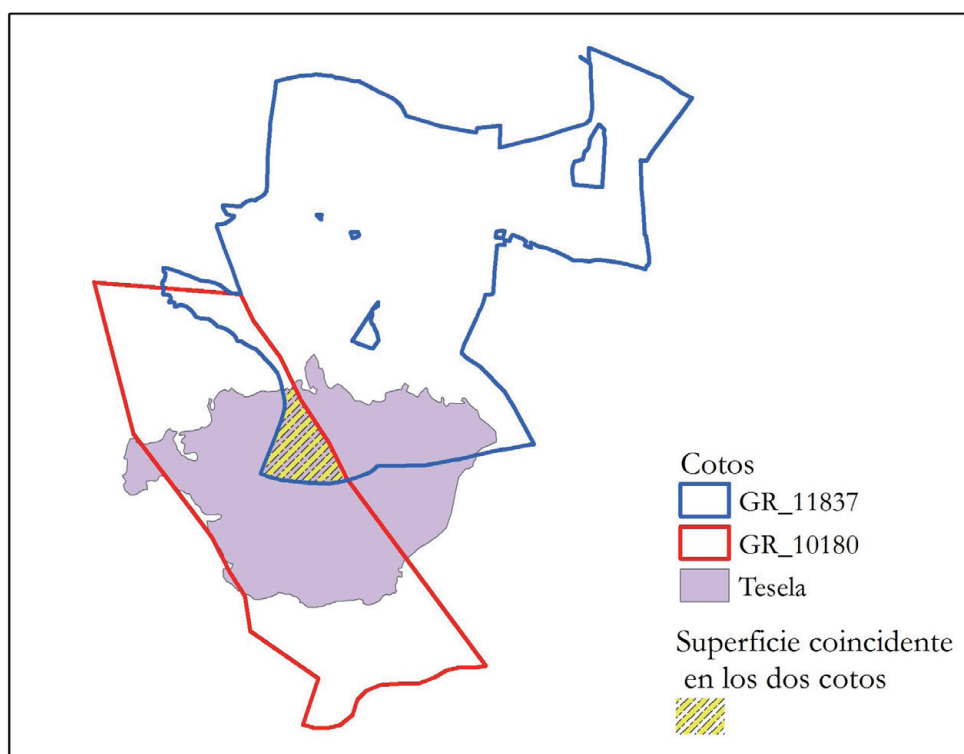 Cotos
GR_11837
GR_10180
Tesela
Superficie coincidente
en los dos cotos